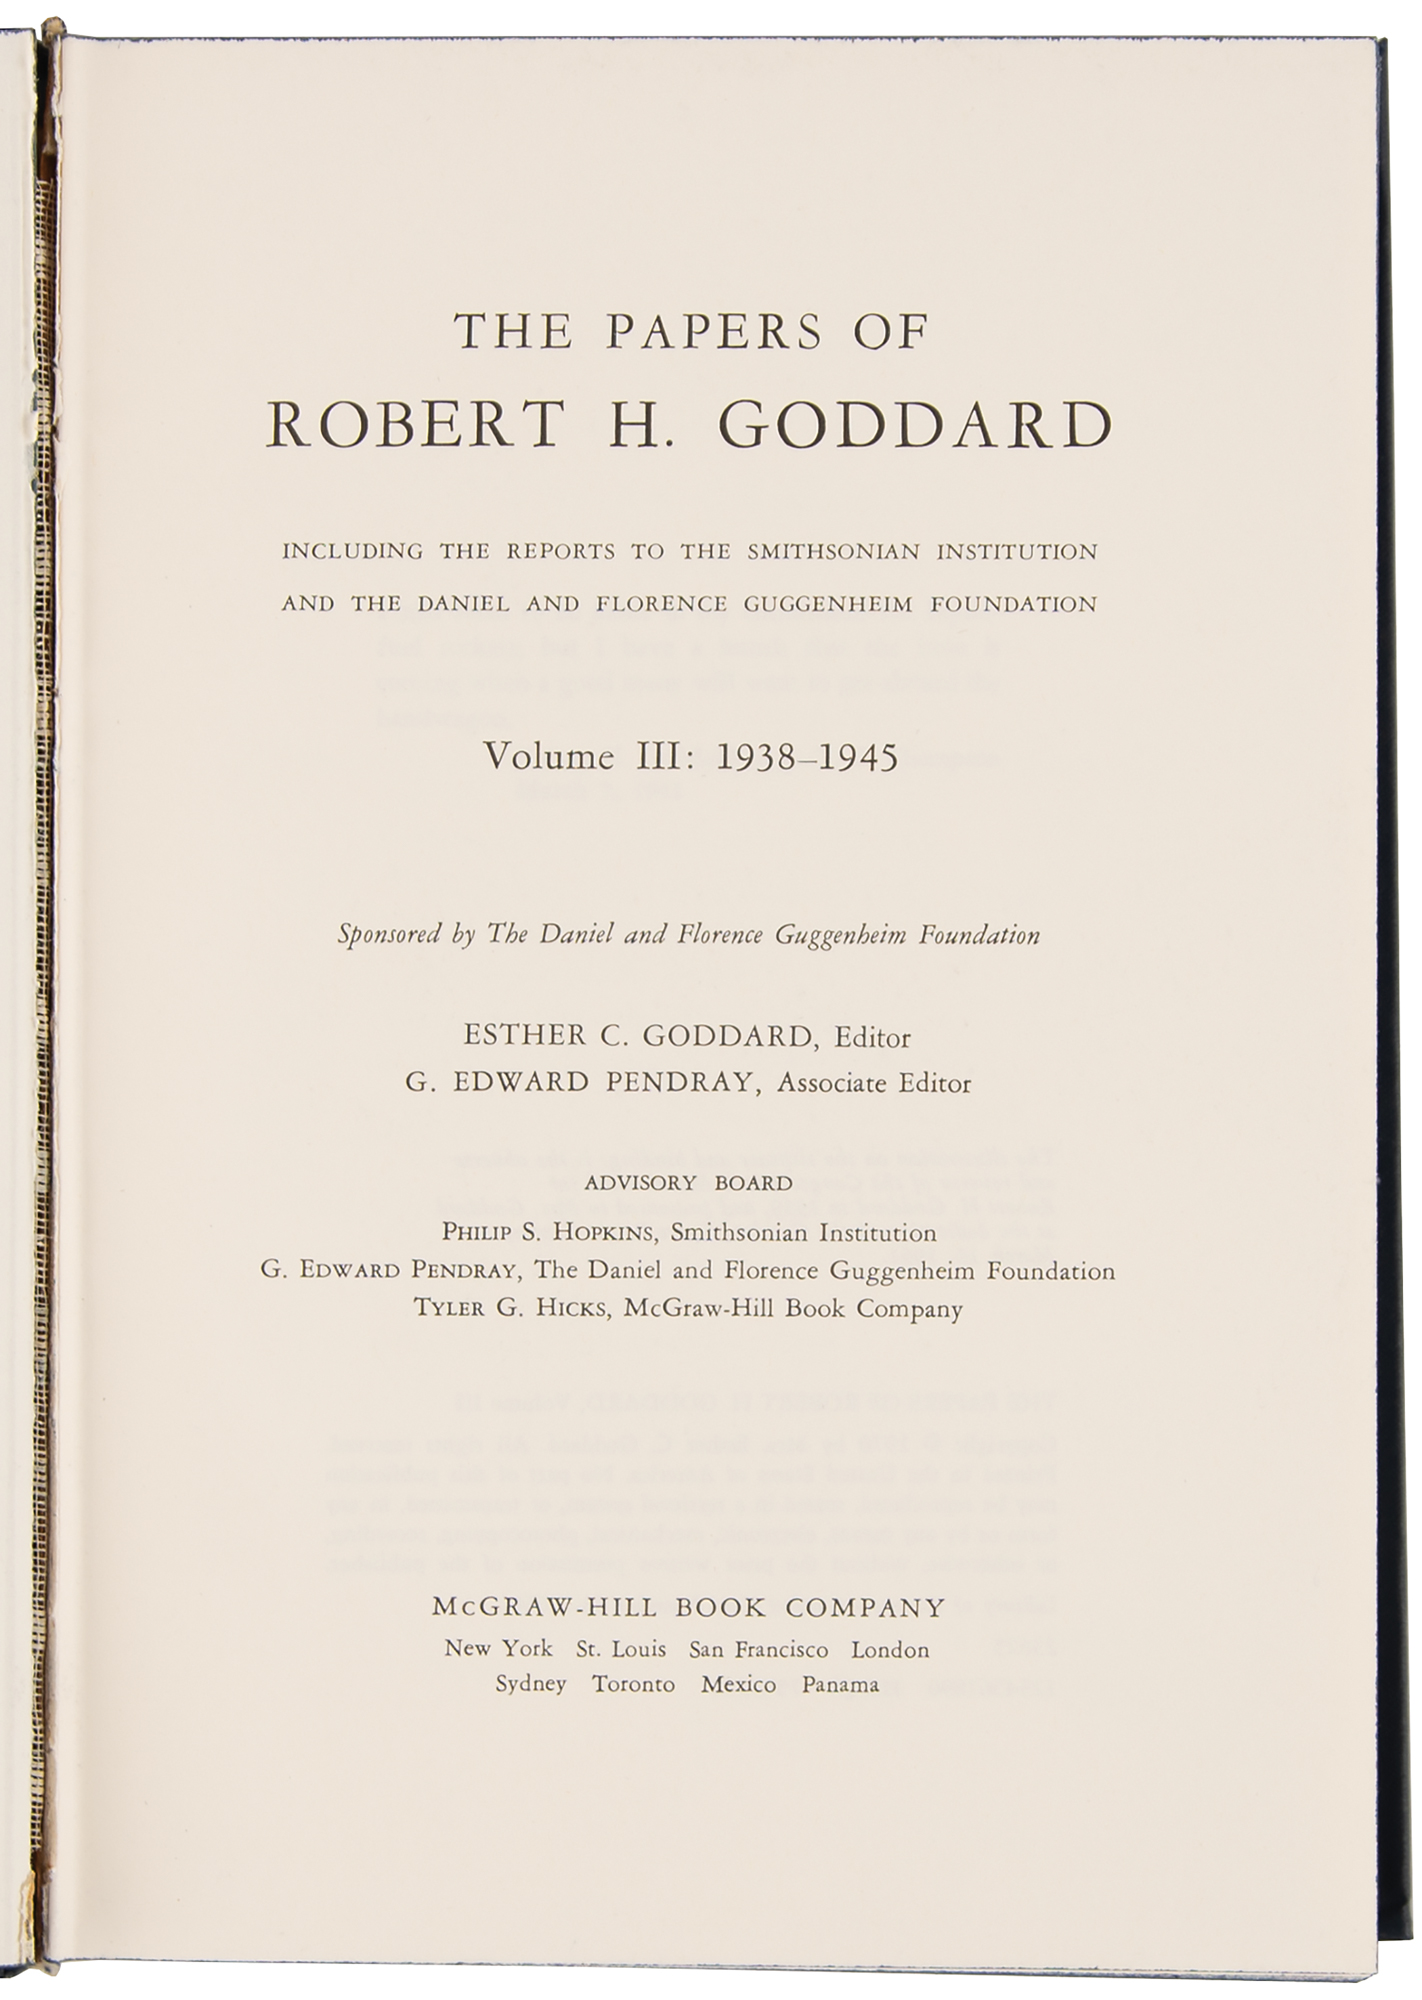 THE PAPERS OF
ROBERT H. GODDARD
INCLUDING THE REPORTS TO THE SMITHSONIAN INSTITUTION
AND THE DANIEL AND FLORENCE GUGGENHEIM FOUNDATION
Volume III: 1938–1945
Sponsored by The Daniel and Florence Guggenheim Foundation
ESTHER C. GODDARD, Editor
G. EDWARD PENDRAY, Associate Editor
ADVISORY BOARD
PHILIP S. HOPKINS, Smithsonian Institution
G. EDWARD PENDRAY, The Daniel and Florence Guggenheim Foundation
TYLER G. HICKS, McGraw-Hill Book Company
McGRAW-HILL BOOK COMPANY
New York St. Louis San Francisco London
Sydney Toronto Mexico Panama